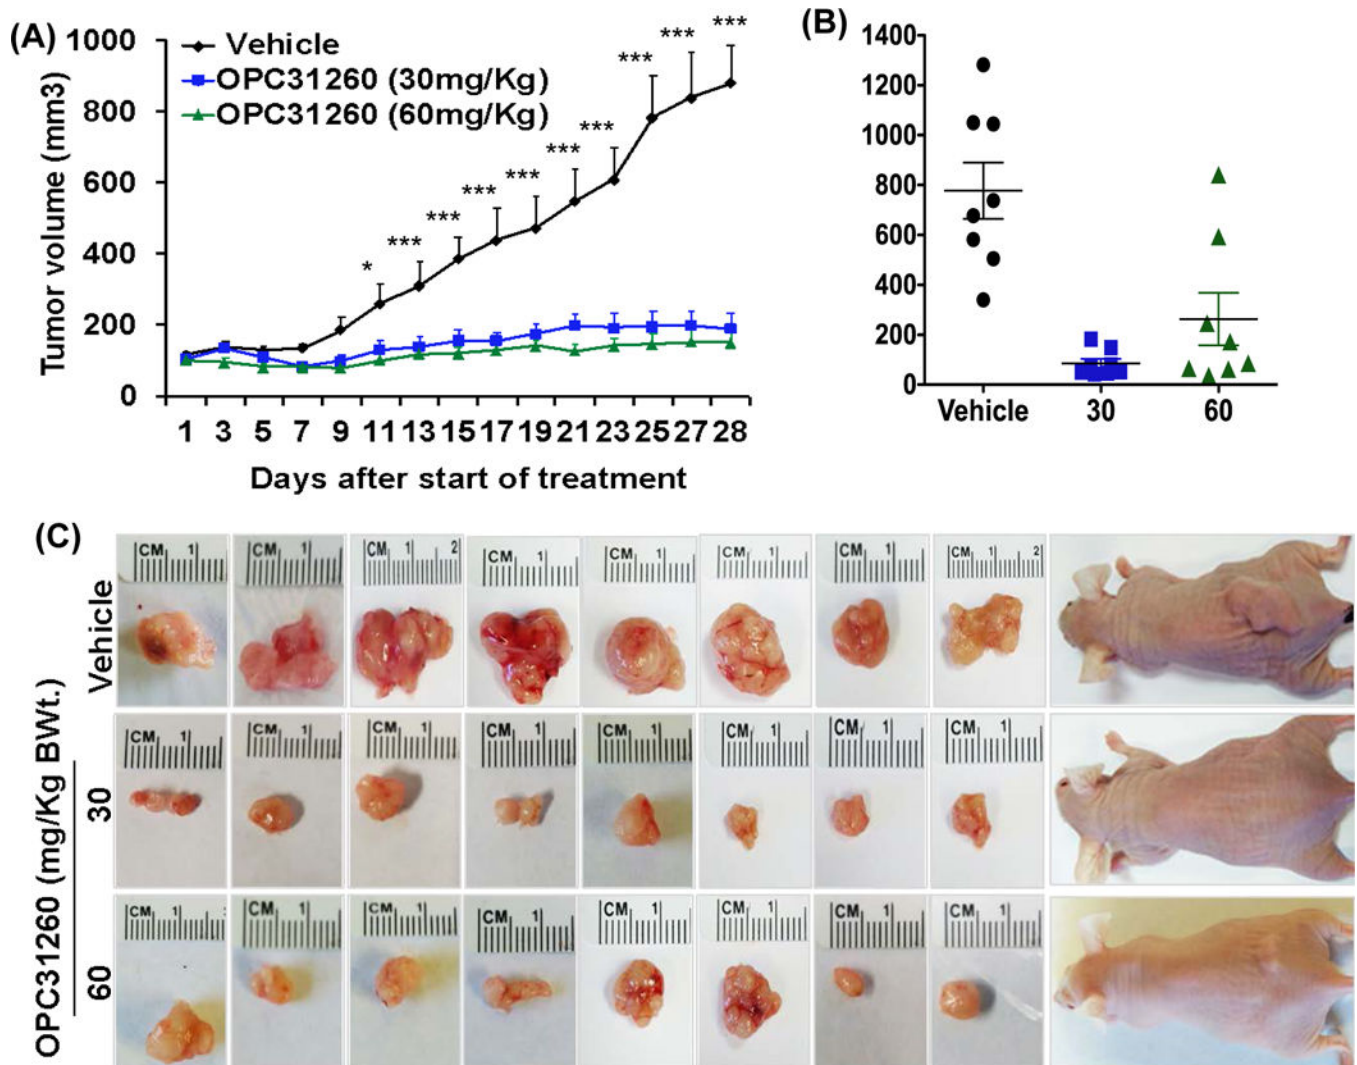 (A)
1000
800
600
400
200
0
Tumor volume (mm3)
Vehicle
OPC31260 (30mg/Kg)
OPC31260 (60mg/Kg)
* *** *** *** *** *** *** *** *** ***
1 3 5 7 9 11 13 15 17 19 21 23 25 27 28
Days after start of treatment
(B)
1400
1200
1000
800
600
400
200
0
Vehicle 30 60
(C)
Vehicle
CM 1
CM 1
CM 1 2
CM 1
CM 1
CM 1
CM 1
CM 1 2
OPC31260 (mg/Kg BWt.)
30
CM 1
CM 1
CM 1
CM 1
CM 1
CM 1
CM 1
CM 1
60
CM 1
CM 1
CM 1
CM 1
CM 1
CM 1
CM 1
CM 1